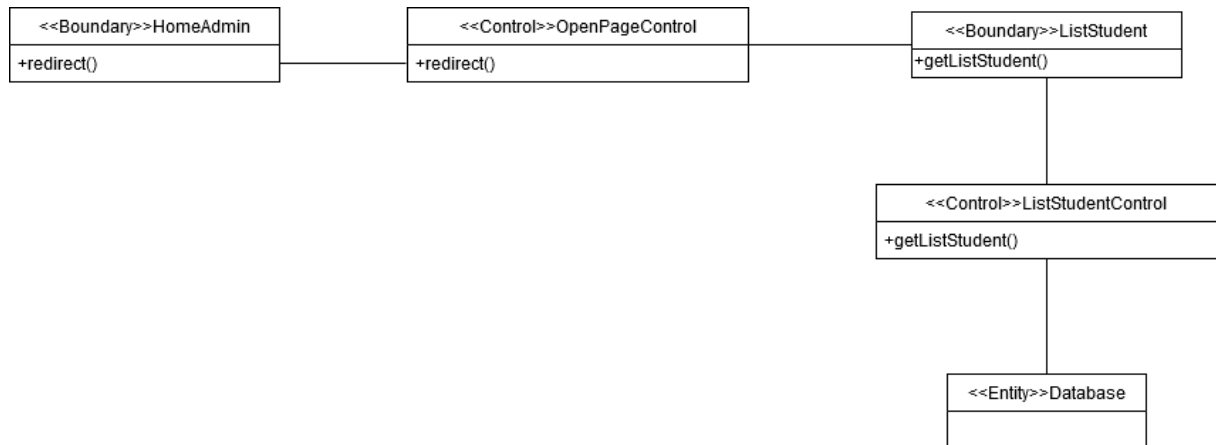 <<Boundary>>HomeAdmin
+redirect()
<<Control>>OpenPageControl
+redirect()
<<Boundary>>ListStudent
+getListStudent()
<<Control>>ListStudentControl
+getListStudent()
<<Entity>>Database